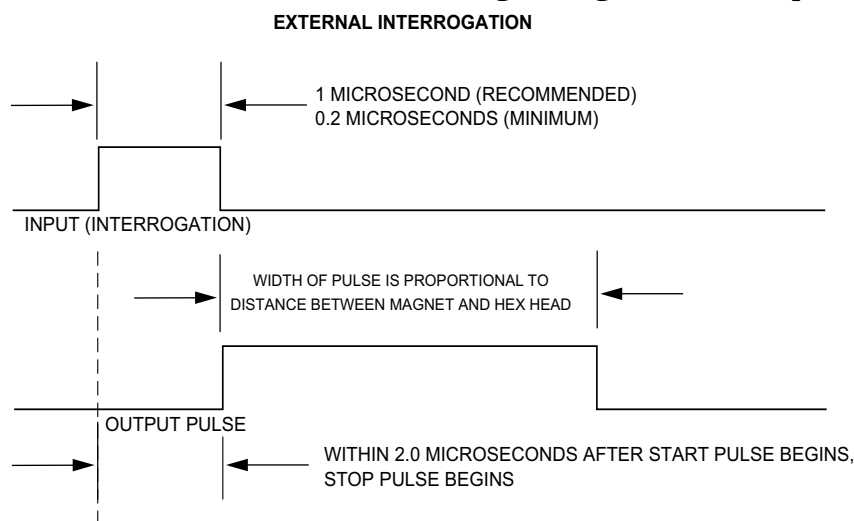 EXTERNAL INTERROGATION
1 MICROSECOND (RECOMMENDED)
0.2 MICROSECONDS (MINIMUM)
INPUT (INTERROGATION)
WIDTH OF PULSE IS PROPORTIONAL TO
DISTANCE BETWEEN MAGNET AND HEX HEAD
OUTPUT PULSE
WITHIN 2.0 MICROSECONDS AFTER START PULSE BEGINS,
STOP PULSE BEGINS